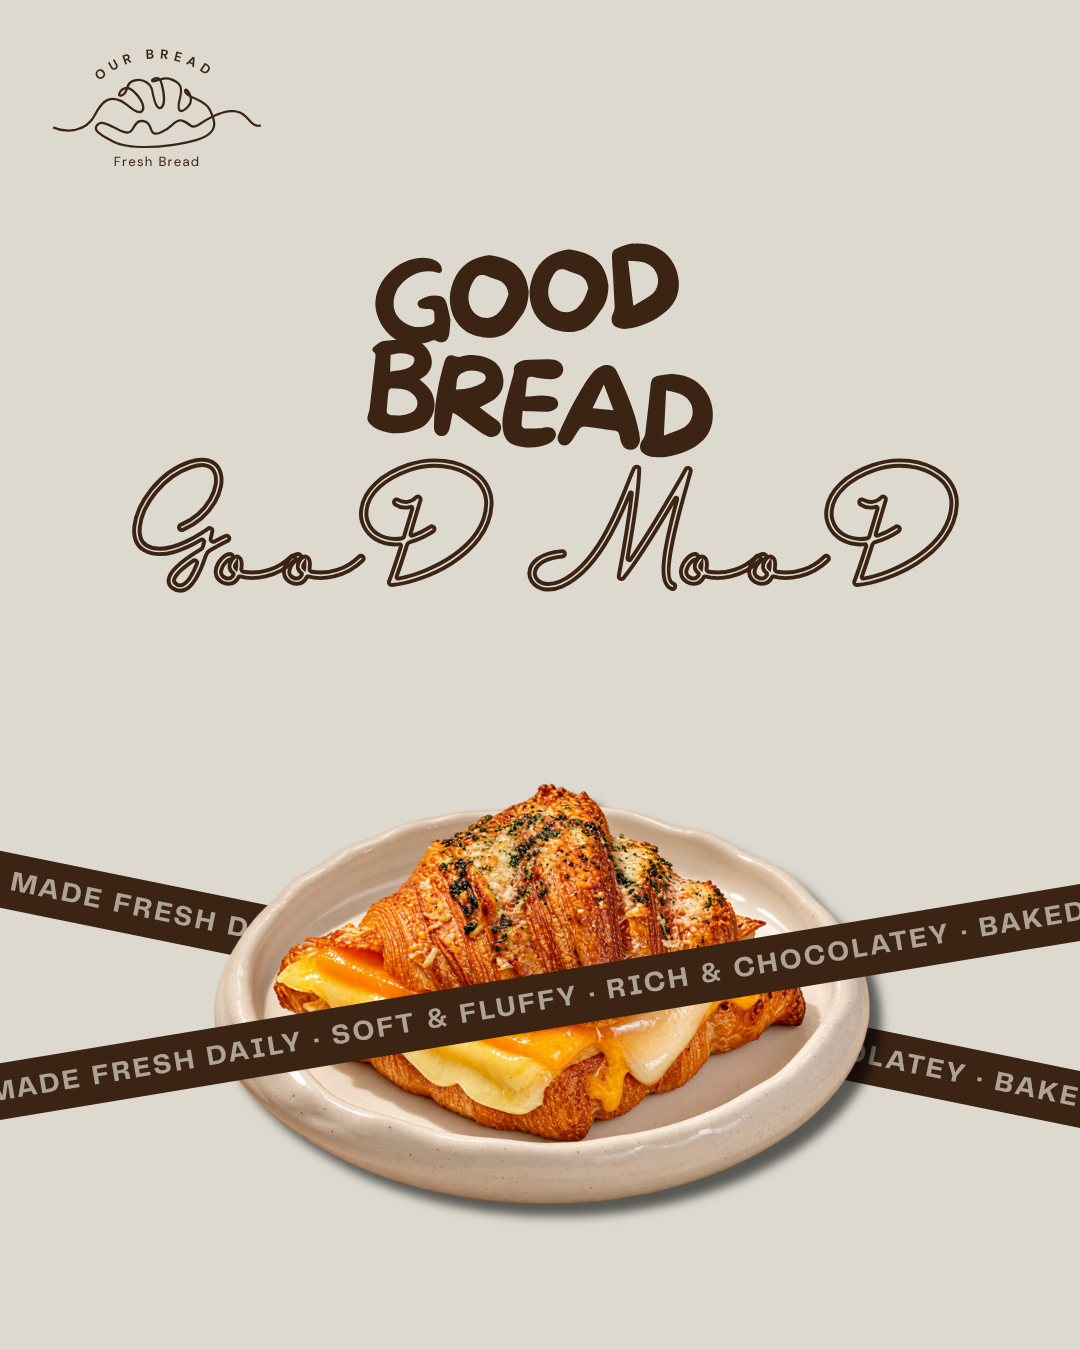 OUR BREAD
Fresh Bread
GOOD
BREAD
GooD MooD
MADE FRESH D
MADE FRESH DAILY · SOFT & FLUFFY · RICH & CHOCOLATEY · BAKED
OLATEY · BAKE